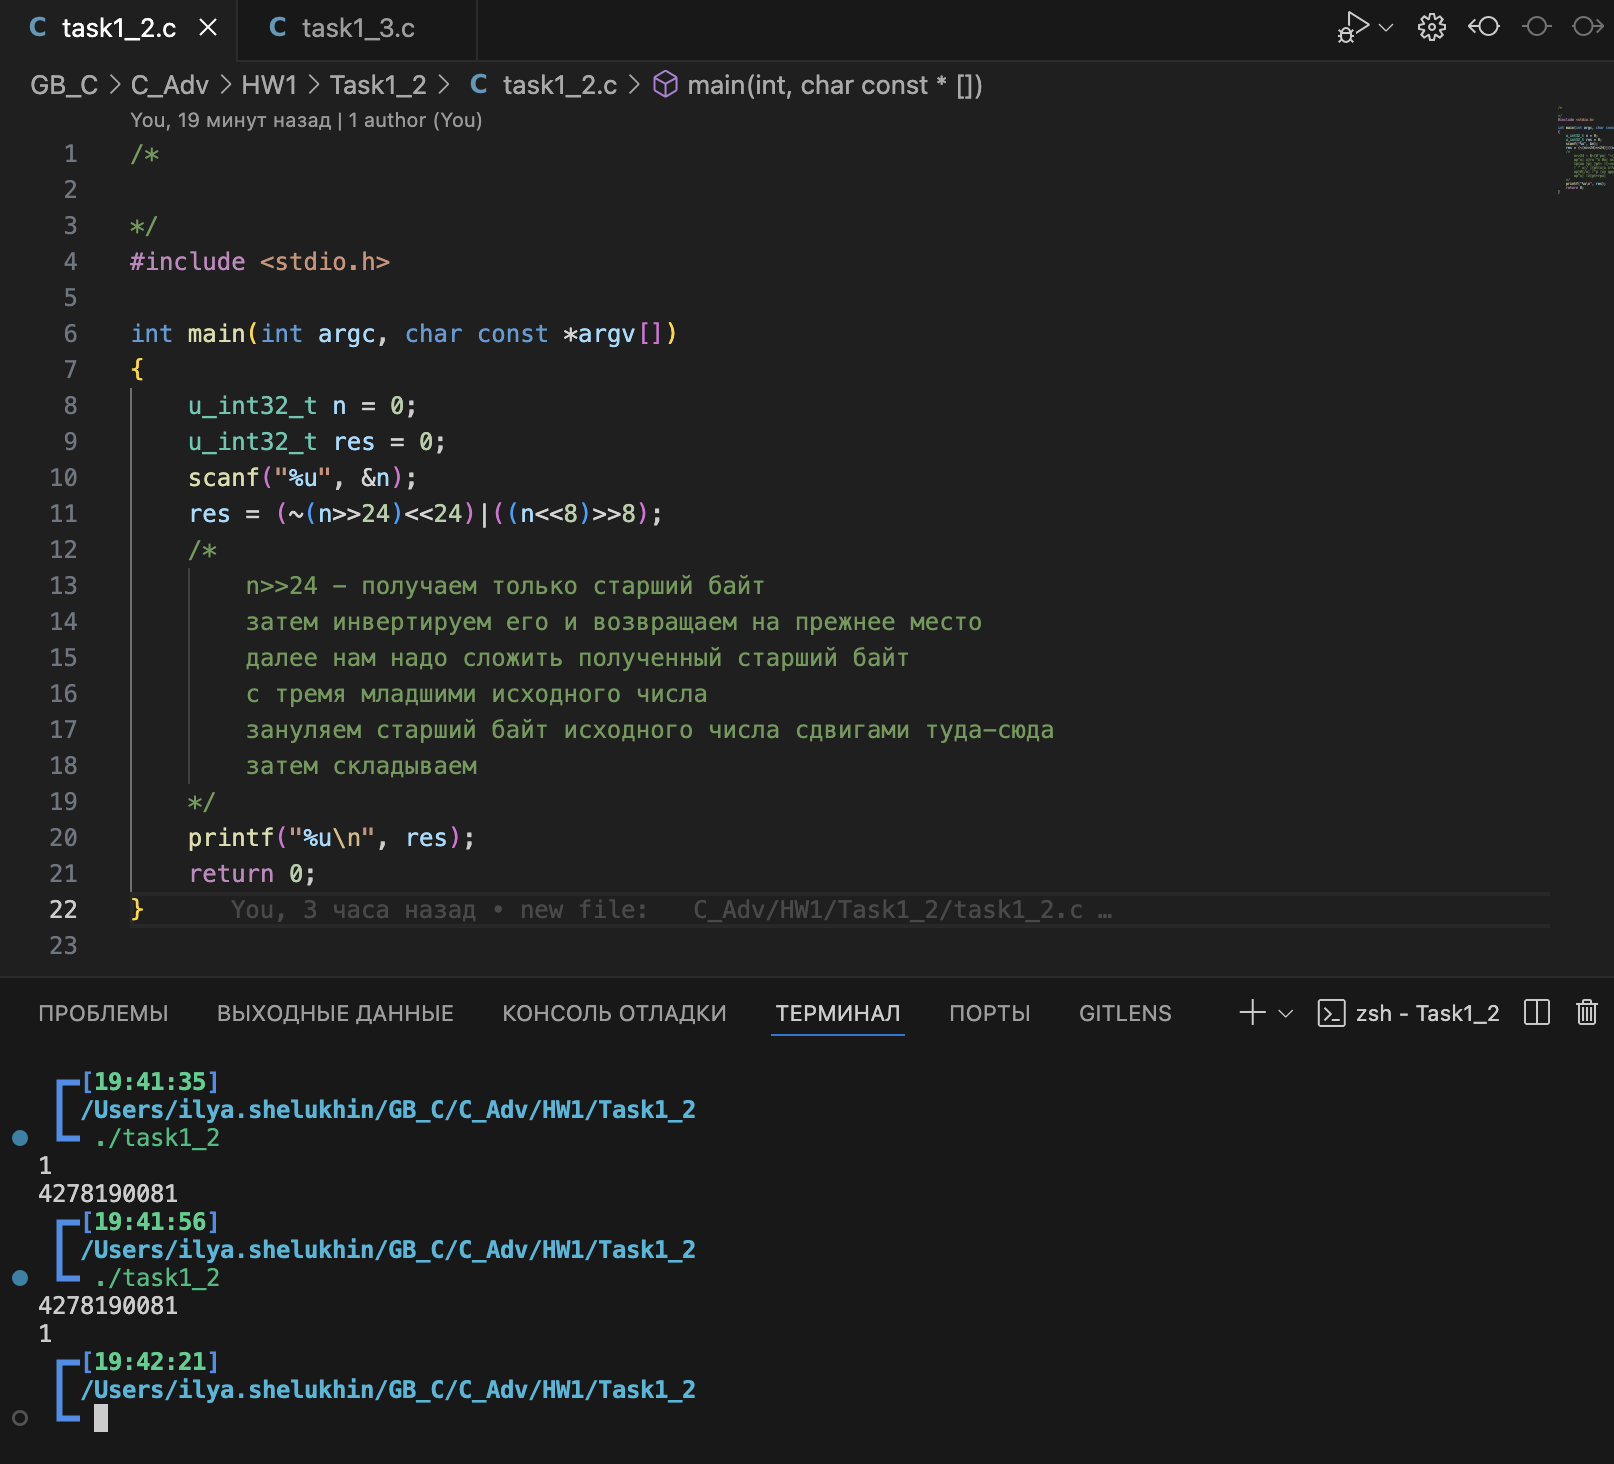 C task1_2.c
C task1_3.c
GB_C > C_Adv > HW1 > Task1_2 > C task1_2.c > main(int, char const * [])
You, 19 минут назад | 1 author (You)
1 /*
2
3 */
4 #include <stdio.h>
5
6 int main(int argc, char const *argv[])
7 {
8 u_int32_t n = 0;
9 u_int32_t res = 0;
10 scanf("%u", &n);
11 res = (~(n>>24)<<24)|((n<<8)>>8);
12 /*
13 n>>24 – получаем только старший байт
14 затем инвертируем его и возвращаем на прежнее место
15 далее нам надо сложить полученный старший байт
16 с тремя младшими исходного числа
17 зануляем старший байт исходного числа сдвигами туда-сюда
18 затем складываем
19 */
20 printf("%u\n", res);
21 return 0;
22 } You, 3 часа назад • new file: C_Adv/HW1/Task1_2/task1_2.c …
23
ПРОБЛЕМЫ ВЫХОДНЫЕ ДАННЫЕ КОНСОЛЬ ОТЛАДКИ ТЕРМИНАЛ ПОРТЫ GITLENS zsh - Task1_2
[19:41:35]
/Users/ilya.shelukhin/GB_C/C_Adv/HW1/Task1_2
./task1_2
1
4278190081
[19:41:56]
/Users/ilya.shelukhin/GB_C/C_Adv/HW1/Task1_2
./task1_2
4278190081
1
[19:42:21]
/Users/ilya.shelukhin/GB_C/C_Adv/HW1/Task1_2